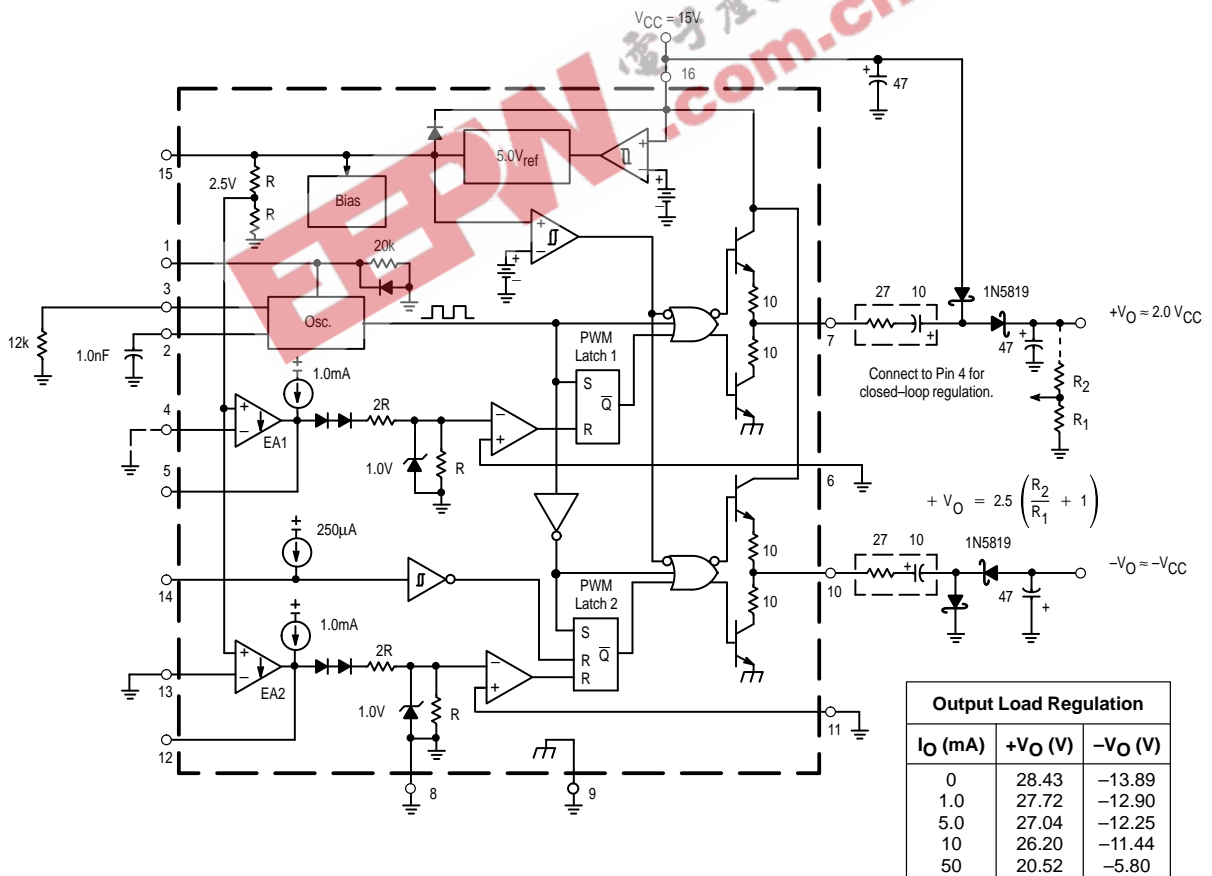 VCC = 15V
電子產
.com.cn
EEPW
16
47
15
5.0Vref
2.5V
R
R
Bias
1
20k
3
Osc.
12k
2
1.0nF
1.0mA
4
EA1
2R
5
1.0V
R
PWM
Latch 1
S
Q
R
10
10
7
27
10
1N5819
47
+VO ≈ 2.0 VCC
Connect to Pin 4 for
closed–loop regulation.
R2
R1
6
+ VO = 2.5 (R2/R1 + 1)
250µA
14
PWM
Latch 2
S
Q
R
R
10
10
10
27
10
1N5819
47
–VO ≈ –VCC
1.0mA
13
EA2
2R
12
1.0V
R
11
8
9
Output Load Regulation
IO (mA) +VO (V) –VO (V)
0 28.43 –13.89
1.0 27.72 –12.90
5.0 27.04 –12.25
10 26.20 –11.44
50 20.52 –5.80